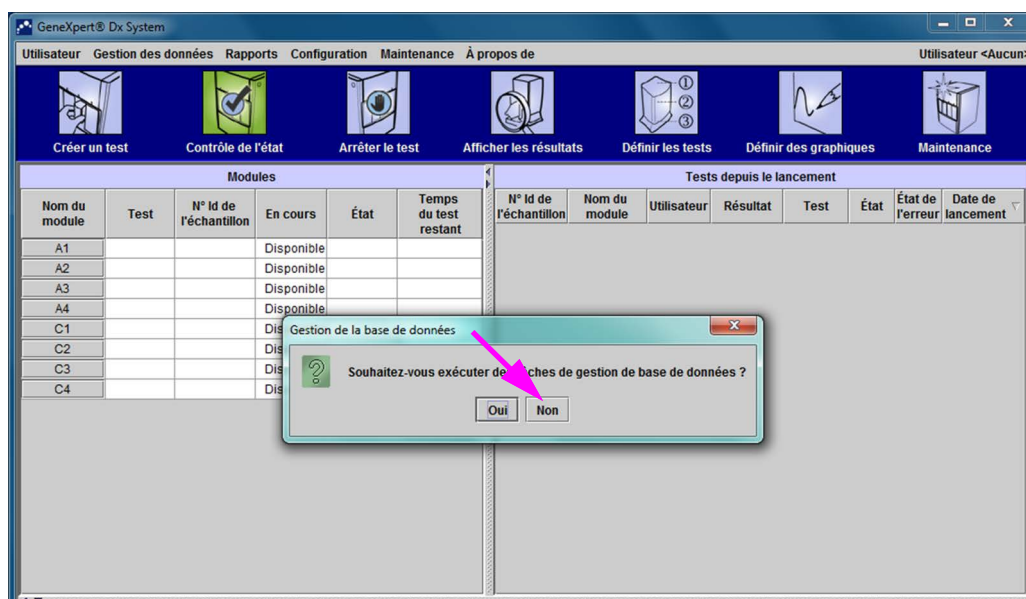 GeneXpert® Dx System
Utilisateur Gestion des données Rapports Configuration Maintenance À propos de Utilisateur <Aucun>
Créer un test Contrôle de l'état Arrêter le test Afficher les résultats Définir les tests Définir des graphiques Maintenance
① ② ③
Modules
Tests depuis le lancement
Nom du module Test N° Id de l'échantillon En cours État Temps du test restant
N° Id de l'échantillon Nom du module Utilisateur Résultat Test État État de l'erreur Date de lancement
A1 Disponible
A2 Disponible
A3 Disponible
A4 Disponible
C1 Dis
C2 Dis
C3 Dis
C4 Dis
Gestion de la base de données
Souhaitez-vous exécuter de gestion de base de données ?
Oui Non